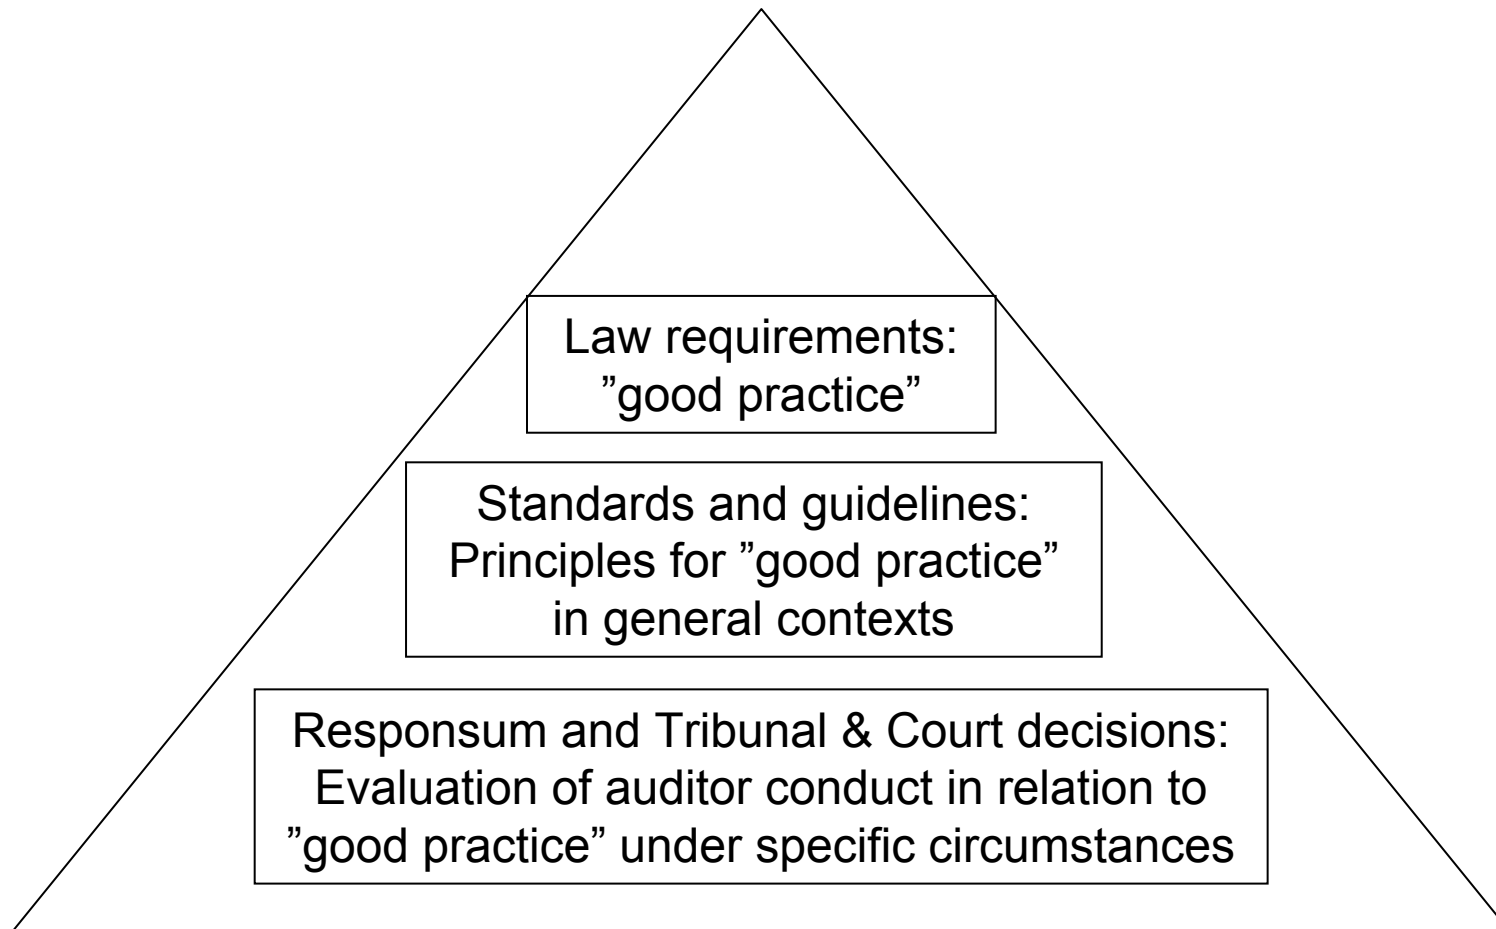 Law requirements:
”good practice”
Standards and guidelines:
Principles for ”good practice”
in general contexts
Responsum and Tribunal & Court decisions:
Evaluation of auditor conduct in relation to
”good practice” under specific circumstances